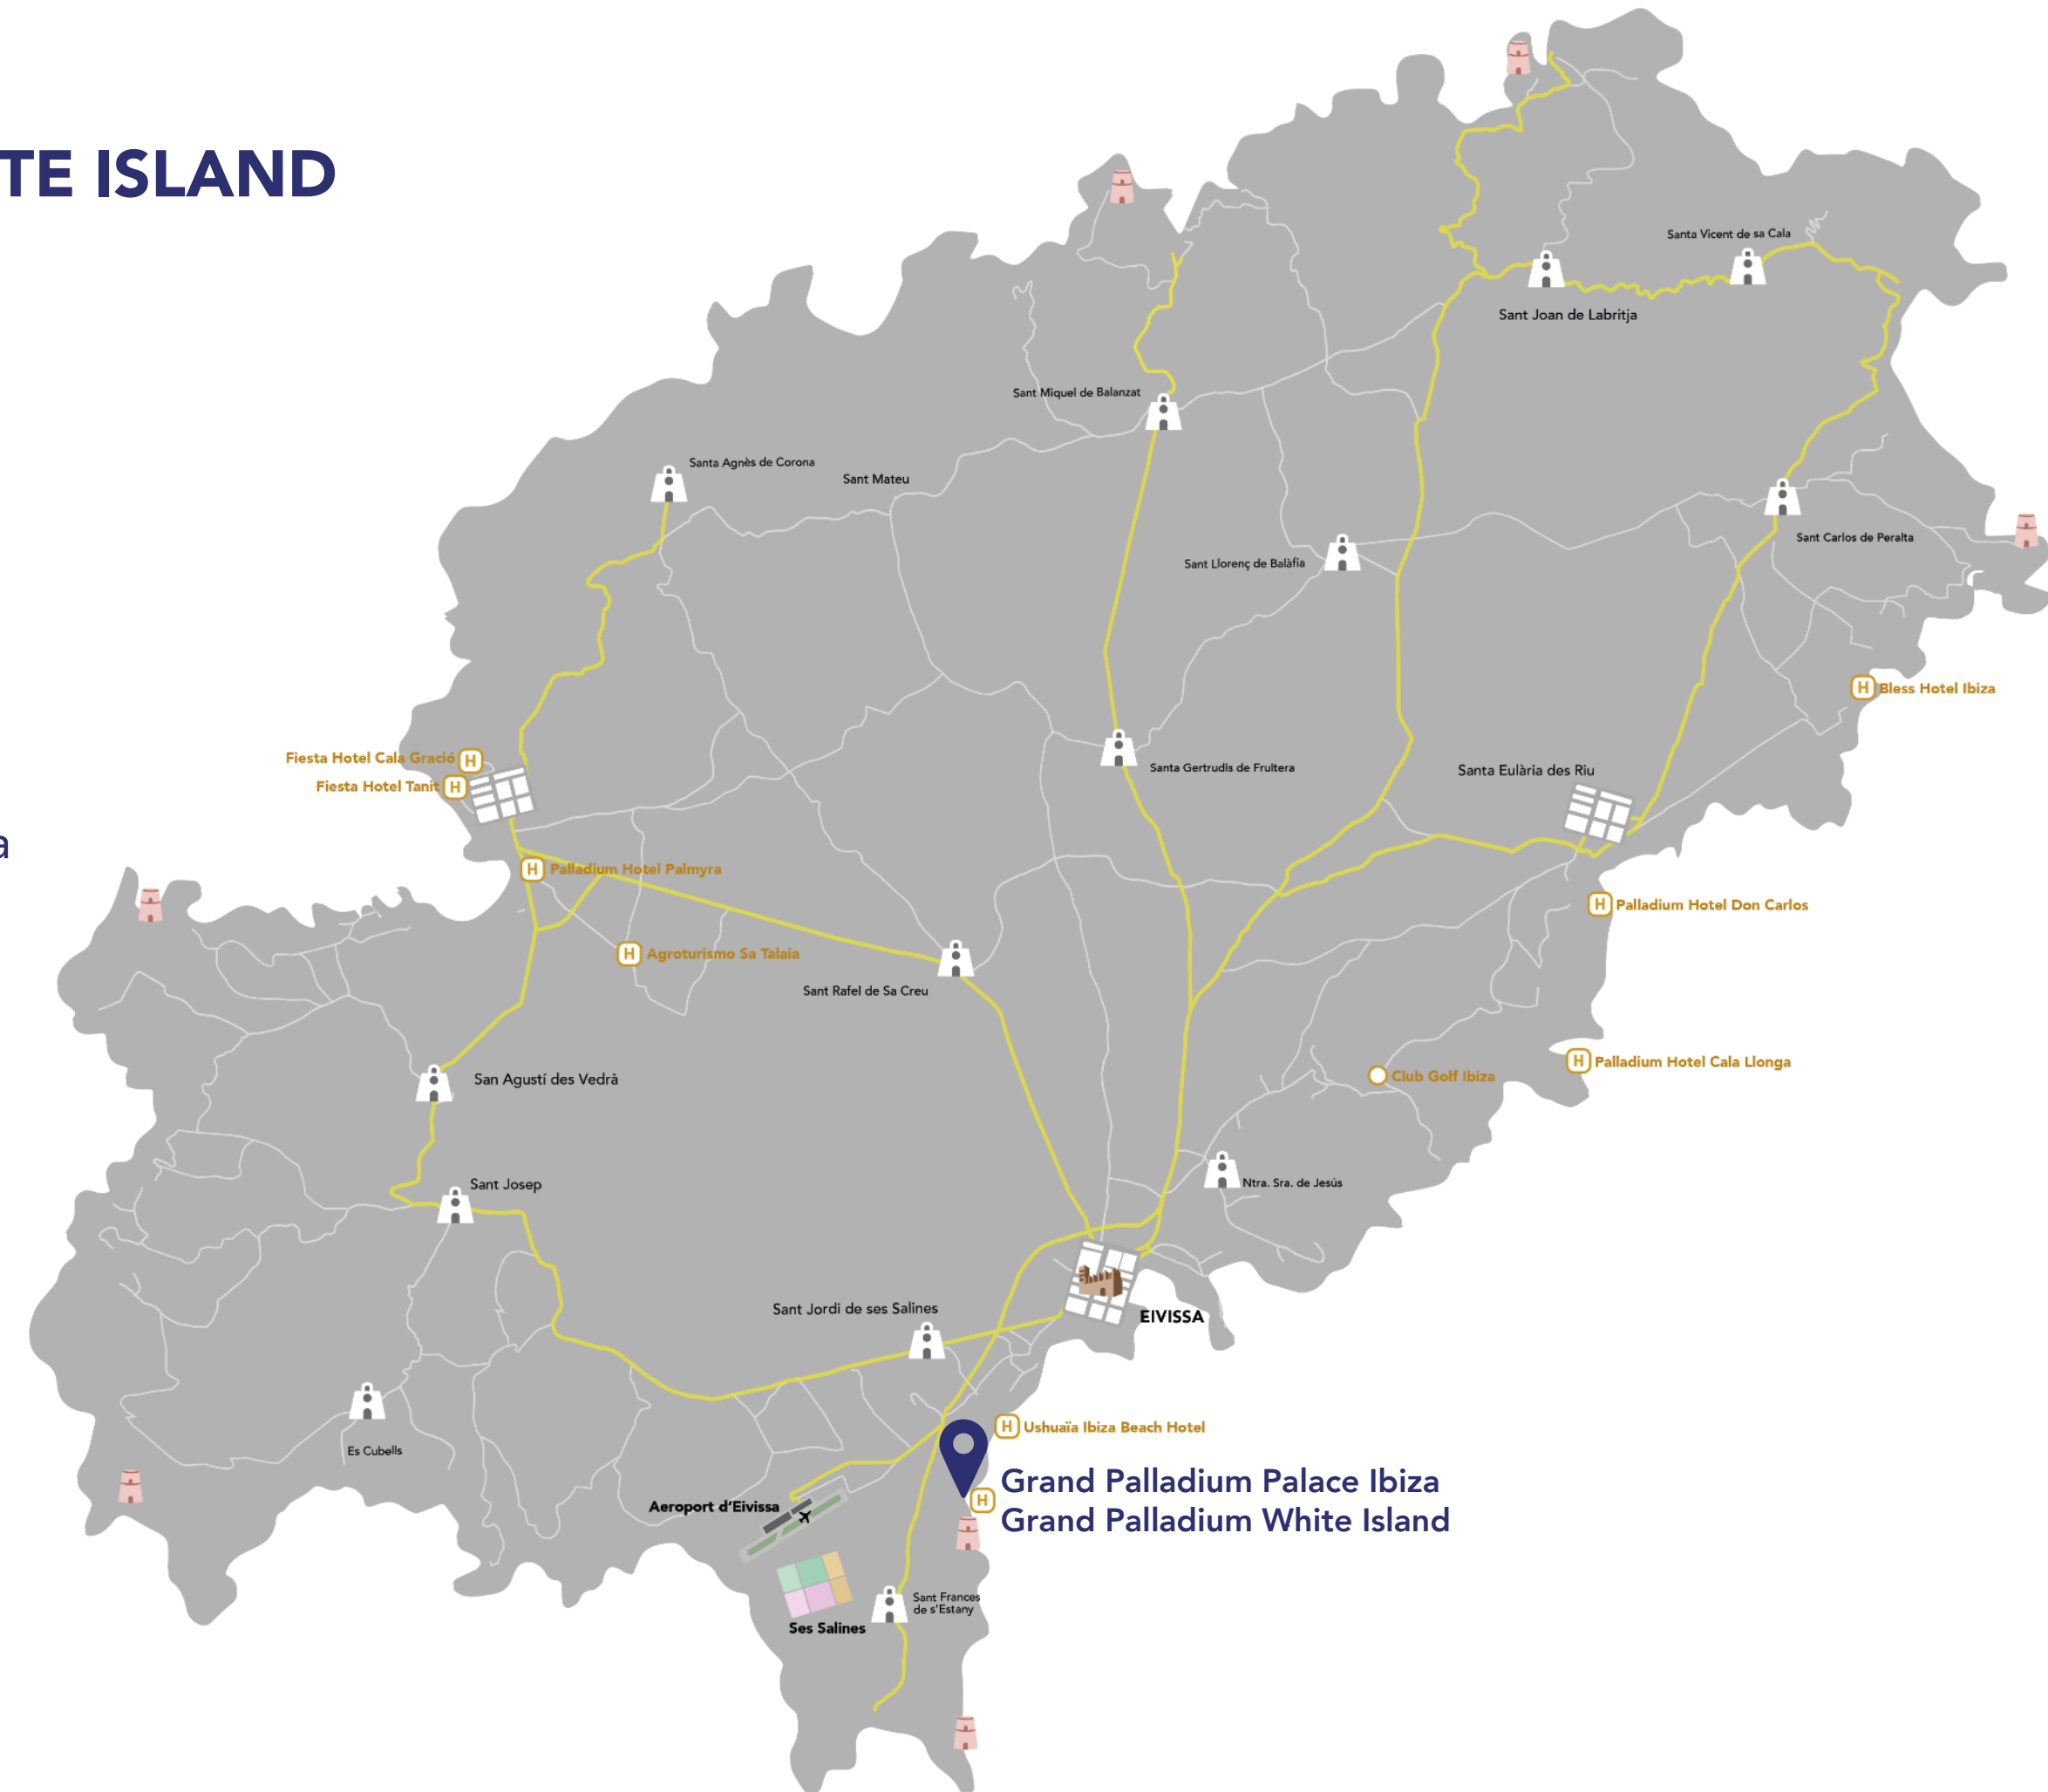 TE ISLAND
Santa Vicent de sa Cala
Sant Joan de Labritja
Sant Miquel de Balanzat
Santa Agnès de Corona
Sant Mateu
Sant Carlos de Peralta
Sant Llorenç de Balàfia
H Bless Hotel Ibiza
Fiesta Hotel Cala Gració H
Santa Gertrudis de Fruitera
Santa Eulària des Riu
Fiesta Hotel Tanit H
a
H Palladium Hotel Palmyra
H Palladium Hotel Don Carlos
H Agroturismo Sa Talaia
Sant Rafel de Sa Creu
H Palladium Hotel Cala Llonga
Club Golf Ibiza
San Agustí des Vedrà
Sant Josep
Ntra. Sra. de Jesús
Sant Jordi de ses Salines
EIVISSA
H Ushuaïa Ibiza Beach Hotel
Es Cubells
Grand Palladium Palace Ibiza
H
Aeroport d'Eivissa
Grand Palladium White Island
Sant Frances
de s'Estany
Ses Salines